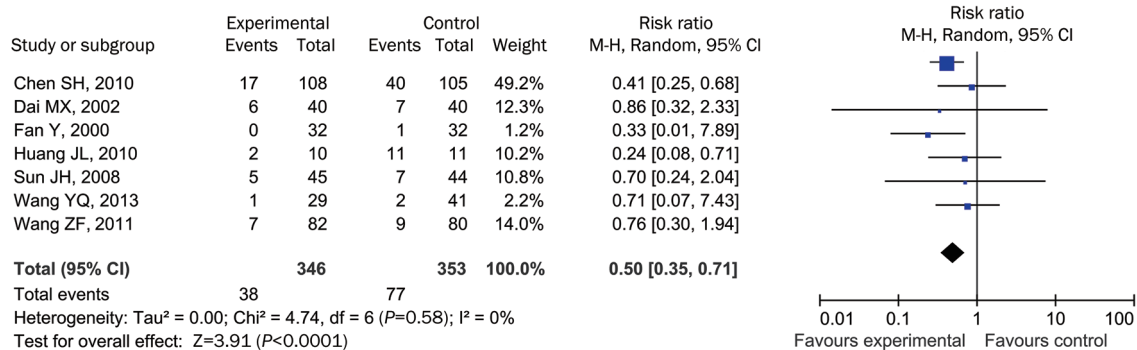 Experimental Control Risk ratio Risk ratio
Study or subgroup Events Total Events Total Weight M-H, Random, 95% CI M-H, Random, 95% CI
Chen SH, 2010 17 108 40 105 49.2% 0.41 [0.25, 0.68]
Dai MX, 2002 6 40 7 40 12.3% 0.86 [0.32, 2.33]
Fan Y, 2000 0 32 1 32 1.2% 0.33 [0.01, 7.89]
Huang JL, 2010 2 10 11 11 10.2% 0.24 [0.08, 0.71]
Sun JH, 2008 5 45 7 44 10.8% 0.70 [0.24, 2.04]
Wang YQ, 2013 1 29 2 41 2.2% 0.71 [0.07, 7.43]
Wang ZF, 2011 7 82 9 80 14.0% 0.76 [0.30, 1.94]
Total (95% CI) 346 353 100.0% 0.50 [0.35, 0.71]
Total events 38 77
Heterogeneity: Tau² = 0.00; Chi² = 4.74, df = 6 (P=0.58); I² = 0%
Test for overall effect: Z=3.91 (P<0.0001)
0.01 0.1 1 10 100
Favours experimental Favours control